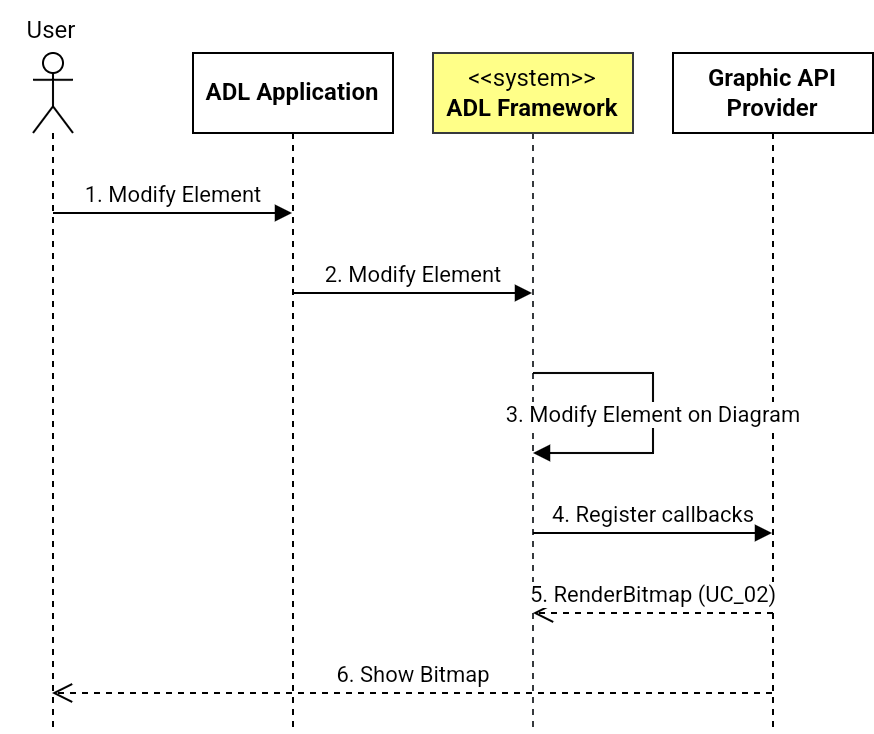 User
ADL Application
<<system>>
ADL Framework
Graphic API
Provider
1. Modify Element
2. Modify Element
3. Modify Element on Diagram
4. Register callbacks
5. RenderBitmap (UC_02)
6. Show Bitmap